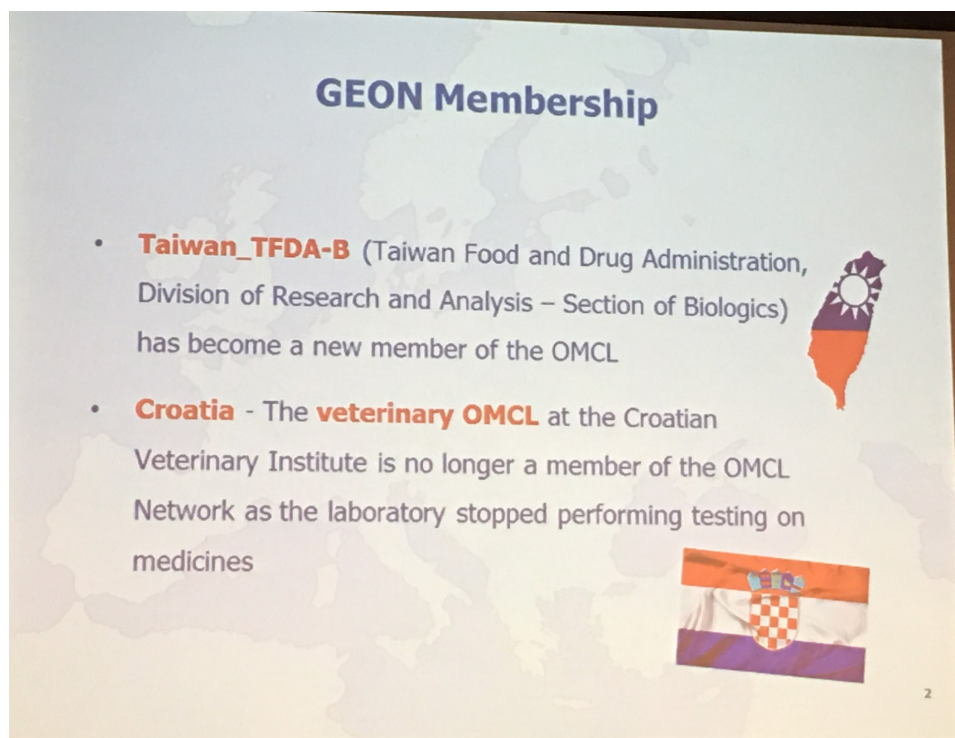 GEON Membership
• Taiwan_TFDA-B (Taiwan Food and Drug Administration,
Division of Research and Analysis – Section of Biologics)
has become a new member of the OMCL
• Croatia - The veterinary OMCL at the Croatian
Veterinary Institute is no longer a member of the OMCL
Network as the laboratory stopped performing testing on
medicines
2